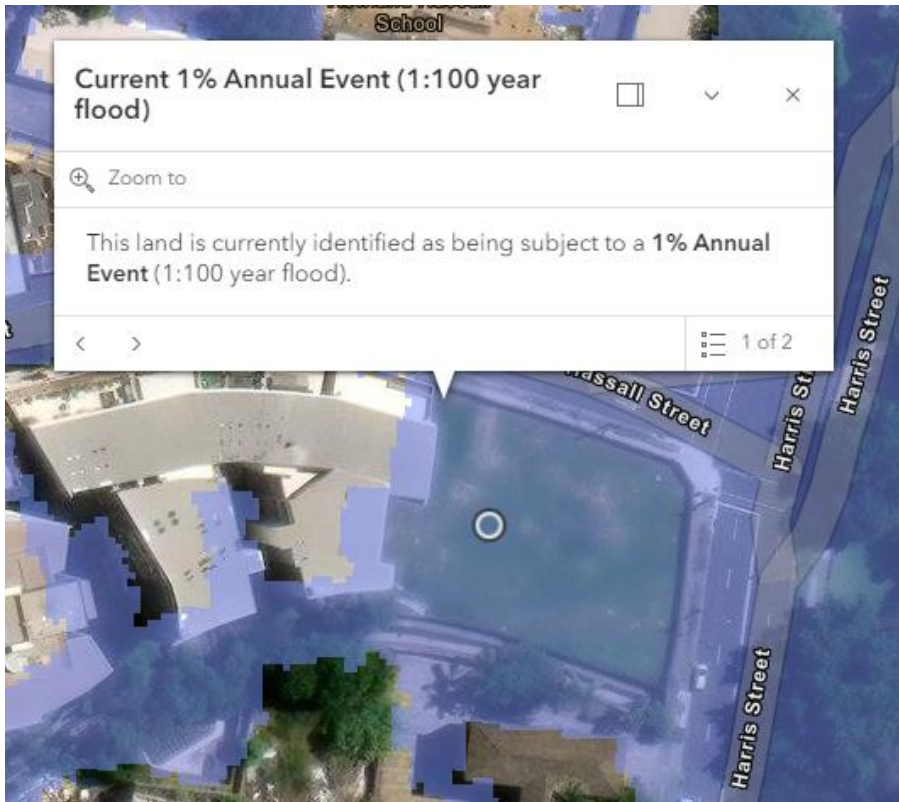 School
Current 1% Annual Event (1:100 year
flood)
Zoom to
This land is currently identified as being subject to a 1% Annual
Event (1:100 year flood).
1 of 2
Hassall Street
Harris St
Harris Street
Harris Street